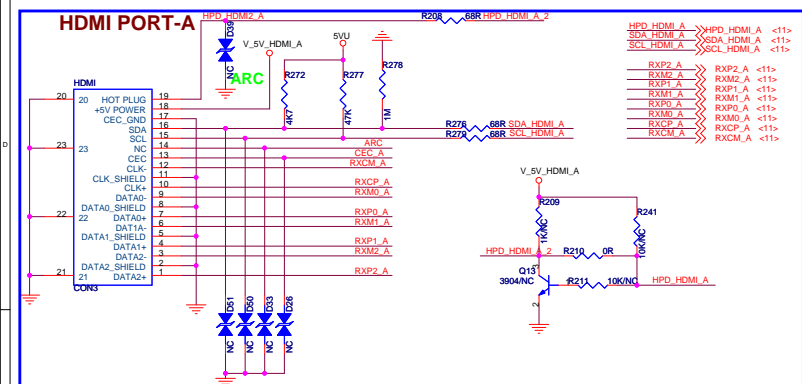 HDMI PORT-A
HPD_HDMI2_A
R208
68R
HPD_HDMI_A_2
D39
NC
ARC
V_5V_HDMI_A
5VU
R272
4K7
R277
47K
R278
1M
HDMI
20 20
23 23
22 22
21 21
HOT PLUG 19
+5V POWER 18
CEC_GND 17
SDA 16
SCL 15
NC 14
CEC 13
CLK- 12
CLK_SHIELD 11
CLK+ 10
DATA0- 9
DATA0_SHIELD 8
DATA0+ 7
DATA1A- 6
DATA1_SHIELD 5
DATA1+ 4
DATA2- 3
DATA2_SHIELD 2
DATA2+ 1
CON3
R276 68R SDA_HDMI_A
R279 68R SCL_HDMI_A
ARC
CEC_A
RXCM_A
RXCP_A
RXM0_A
RXP0_A
RXM1_A
RXP1_A
RXM2_A
RXP2_A
D51
D50
D33
D26
NC
NC
NC
NC
HPD_HDMI_A HPD_HDMI_A <11>
SDA_HDMI_A SDA_HDMI_A <11>
SCL_HDMI_A SCL_HDMI_A <11>
RXP2_A RXP2_A <11>
RXM2_A RXM2_A <11>
RXP1_A RXP1_A <11>
RXM1_A RXM1_A <11>
RXP0_A RXP0_A <11>
RXM0_A RXM0_A <11>
RXCP_A RXCP_A <11>
RXCM_A RXCM_A <11>
V_5V_HDMI_A
R209
1K/NC
R241
10K/NC
HPD_HDMI_A_2
R210 0R
Q13
3904/NC
3
1
2
R211 10K/NC
HPD_HDMI_A
D